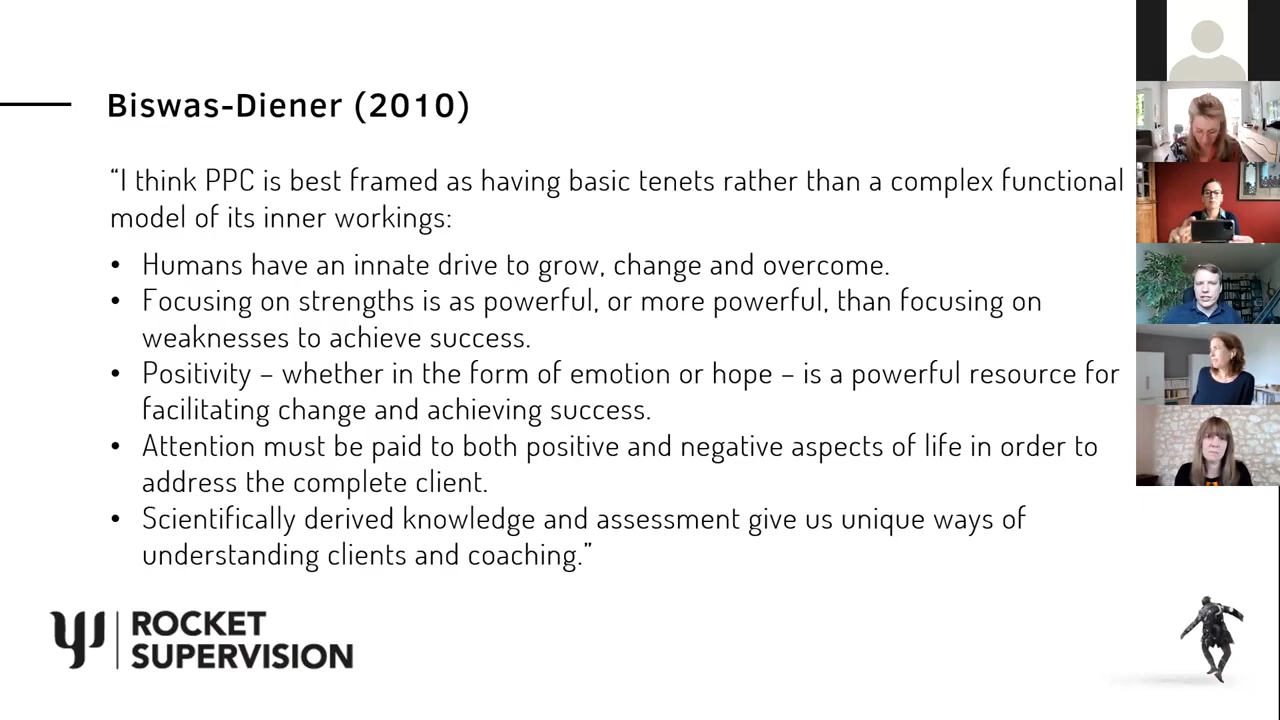 Biswas-Diener (2010)
“I think PPC is best framed as having basic tenets rather than a complex functional
model of its inner workings:
• Humans have an innate drive to grow, change and overcome.
• Focusing on strengths is as powerful, or more powerful, than focusing on
weaknesses to achieve success.
• Positivity – whether in the form of emotion or hope – is a powerful resource for
facilitating change and achieving success.
• Attention must be paid to both positive and negative aspects of life in order to
address the complete client.
• Scientifically derived knowledge and assessment give us unique ways of
understanding clients and coaching.”
ROCKET
SUPERVISION